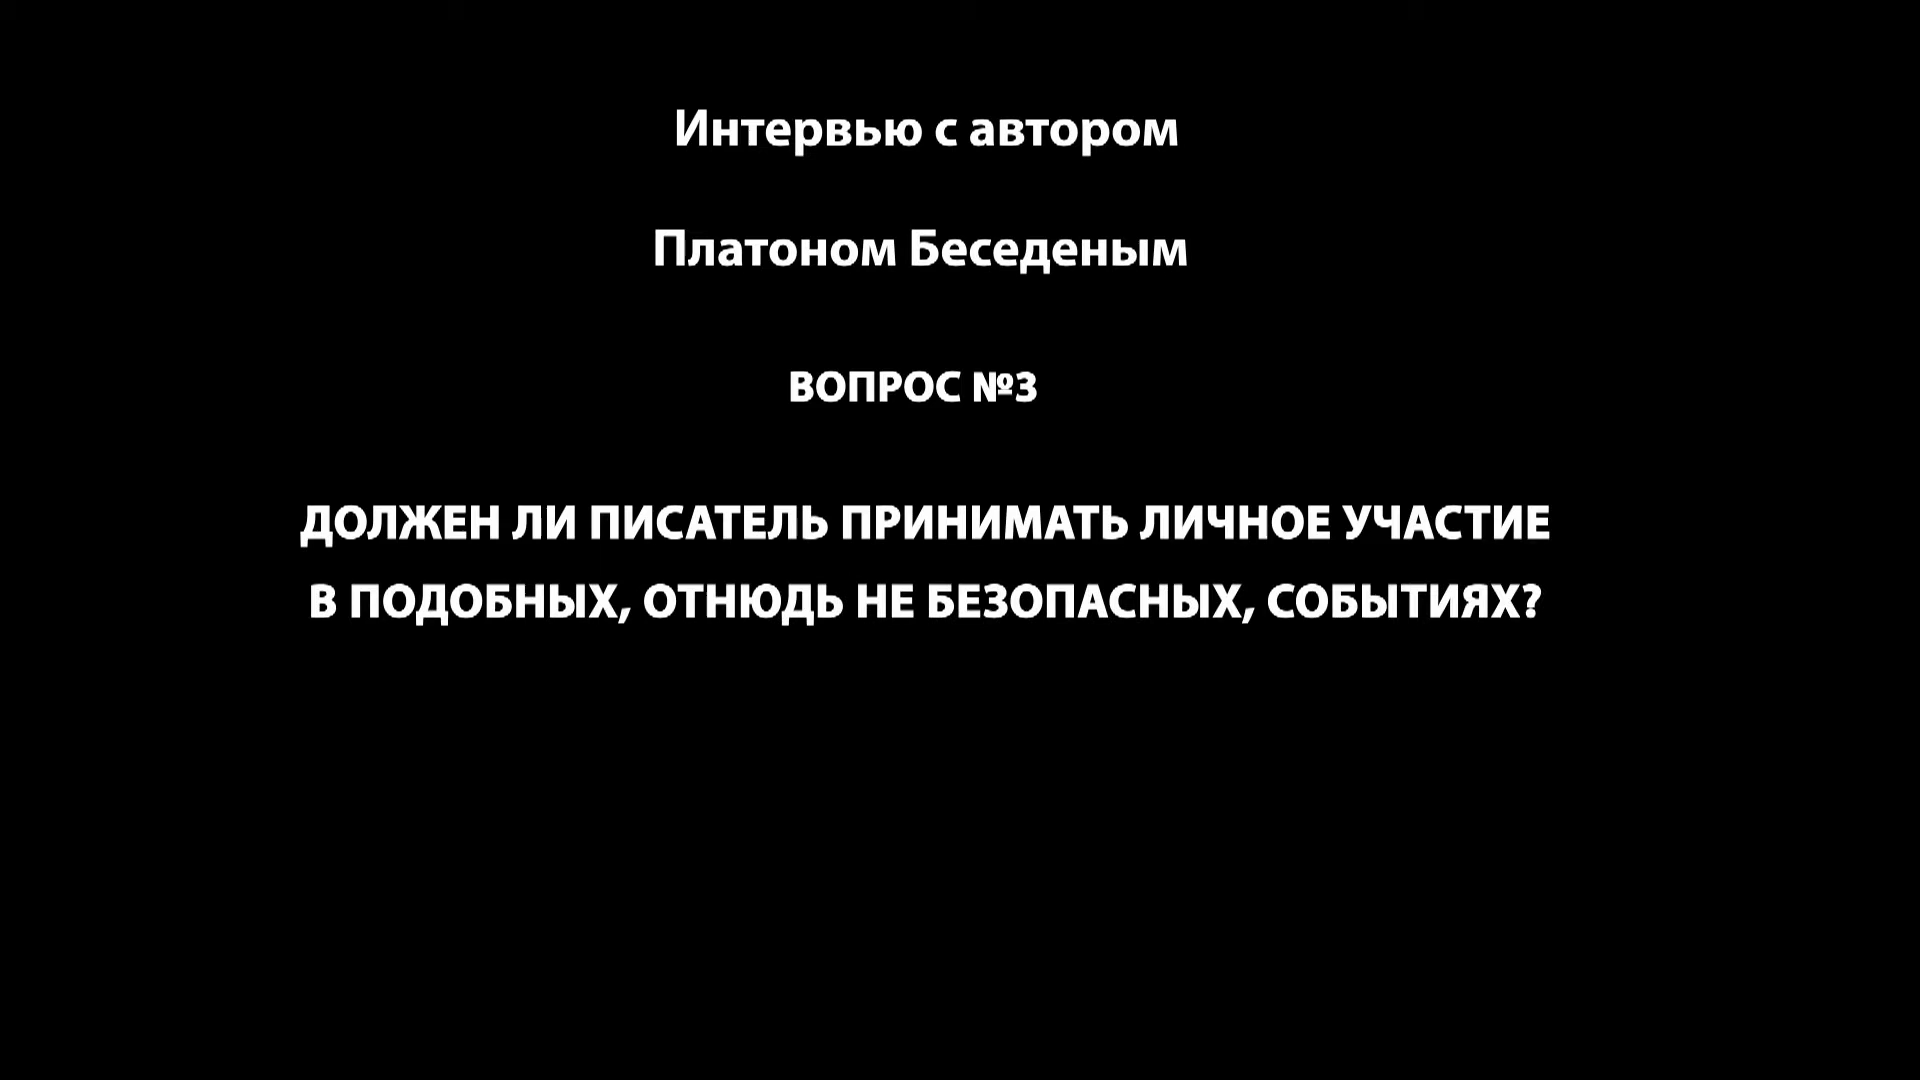 Интервью с автором
Платоном Беседеным
ВОПРОС №3
ДОЛЖЕН ЛИ ПИСАТЕЛЬ ПРИНИМАТЬ ЛИЧНОЕ УЧАСТИЕ
В ПОДОБНЫХ, ОТНЮДЬ НЕ БЕЗОПАСНЫХ, СОБЫТИЯХ?